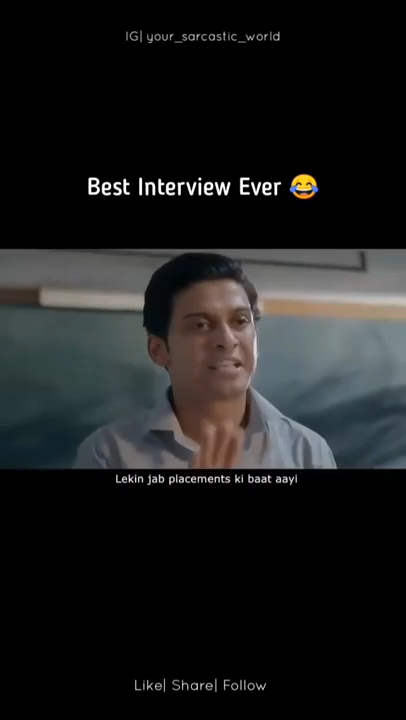 IG| your_sarcastic_world
Best Interview Ever 😂
Lekin jab placements ki baat aayi
Like| Share| Follow